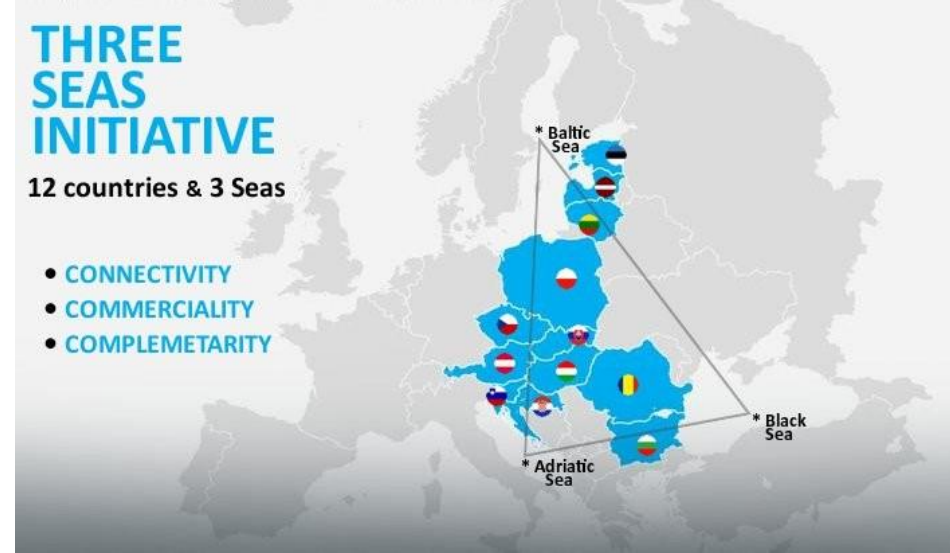 THREE
SEAS
INITIATIVE
12 countries & 3 Seas
• CONNECTIVITY
• COMMERCIALITY
• COMPLEMETARITY
* Baltic
Sea
* Black
Sea
* Adriatic
Sea